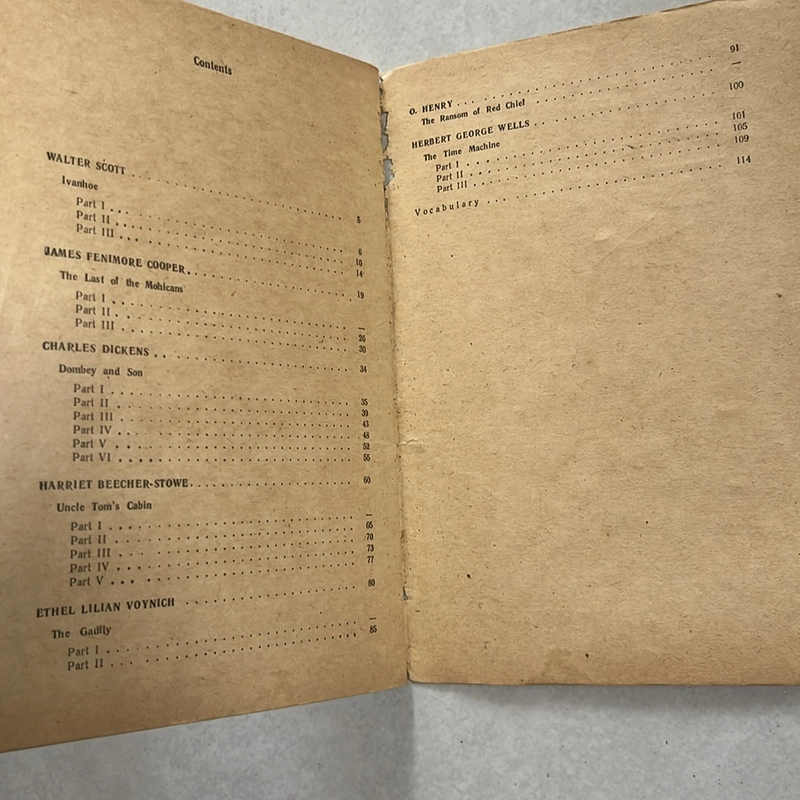 Contents
WALTER SCOTT . . . . . . . . . . . . . . . . . . 5
Ivanhoe
Part I . . . . . . . . . . . . . . . . . . 6
Part II . . . . . . . . . . . . . . . . . . 10
Part III . . . . . . . . . . . . . . . . . . 14
JAMES FENIMORE COOPER . . . . . . . . . . . . . . 19
The Last of the Mohicans
Part I . . . . . . . . . . . . . . . . . . —
Part II . . . . . . . . . . . . . . . . . . 26
Part III . . . . . . . . . . . . . . . . . . 30
CHARLES DICKENS . . . . . . . . . . . . . . . . 34
Dombey and Son
Part I . . . . . . . . . . . . . . . . . . 35
Part II . . . . . . . . . . . . . . . . . . 39
Part III . . . . . . . . . . . . . . . . . . 43
Part IV . . . . . . . . . . . . . . . . . . 48
Part V . . . . . . . . . . . . . . . . . . 52
Part VI . . . . . . . . . . . . . . . . . . 55
HARRIET BEECHER-STOWE . . . . . . . . . . . . . . 60
Uncle Tom's Cabin
Part I . . . . . . . . . . . . . . . . . . —
Part II . . . . . . . . . . . . . . . . . . 65
Part III . . . . . . . . . . . . . . . . . . 70
Part IV . . . . . . . . . . . . . . . . . . 73
Part V . . . . . . . . . . . . . . . . . . 77
ETHEL LILIAN VOYNICH . . . . . . . . . . . . . . 80
The Gadfly
Part I . . . . . . . . . . . . . . . . . . —
Part II . . . . . . . . . . . . . . . . . . 85
O. HENRY . . . . . . . . . . . . . . . . . . 91
The Ransom of Red Chief . . . . . . . . . . . . . —
HERBERT GEORGE WELLS . . . . . . . . . . . . . . 100
The Time Machine
Part I . . . . . . . . . . . . . . . . . . 101
Part II . . . . . . . . . . . . . . . . . . 105
Part III . . . . . . . . . . . . . . . . . . 109
Vocabulary . . . . . . . . . . . . . . . . . . 114